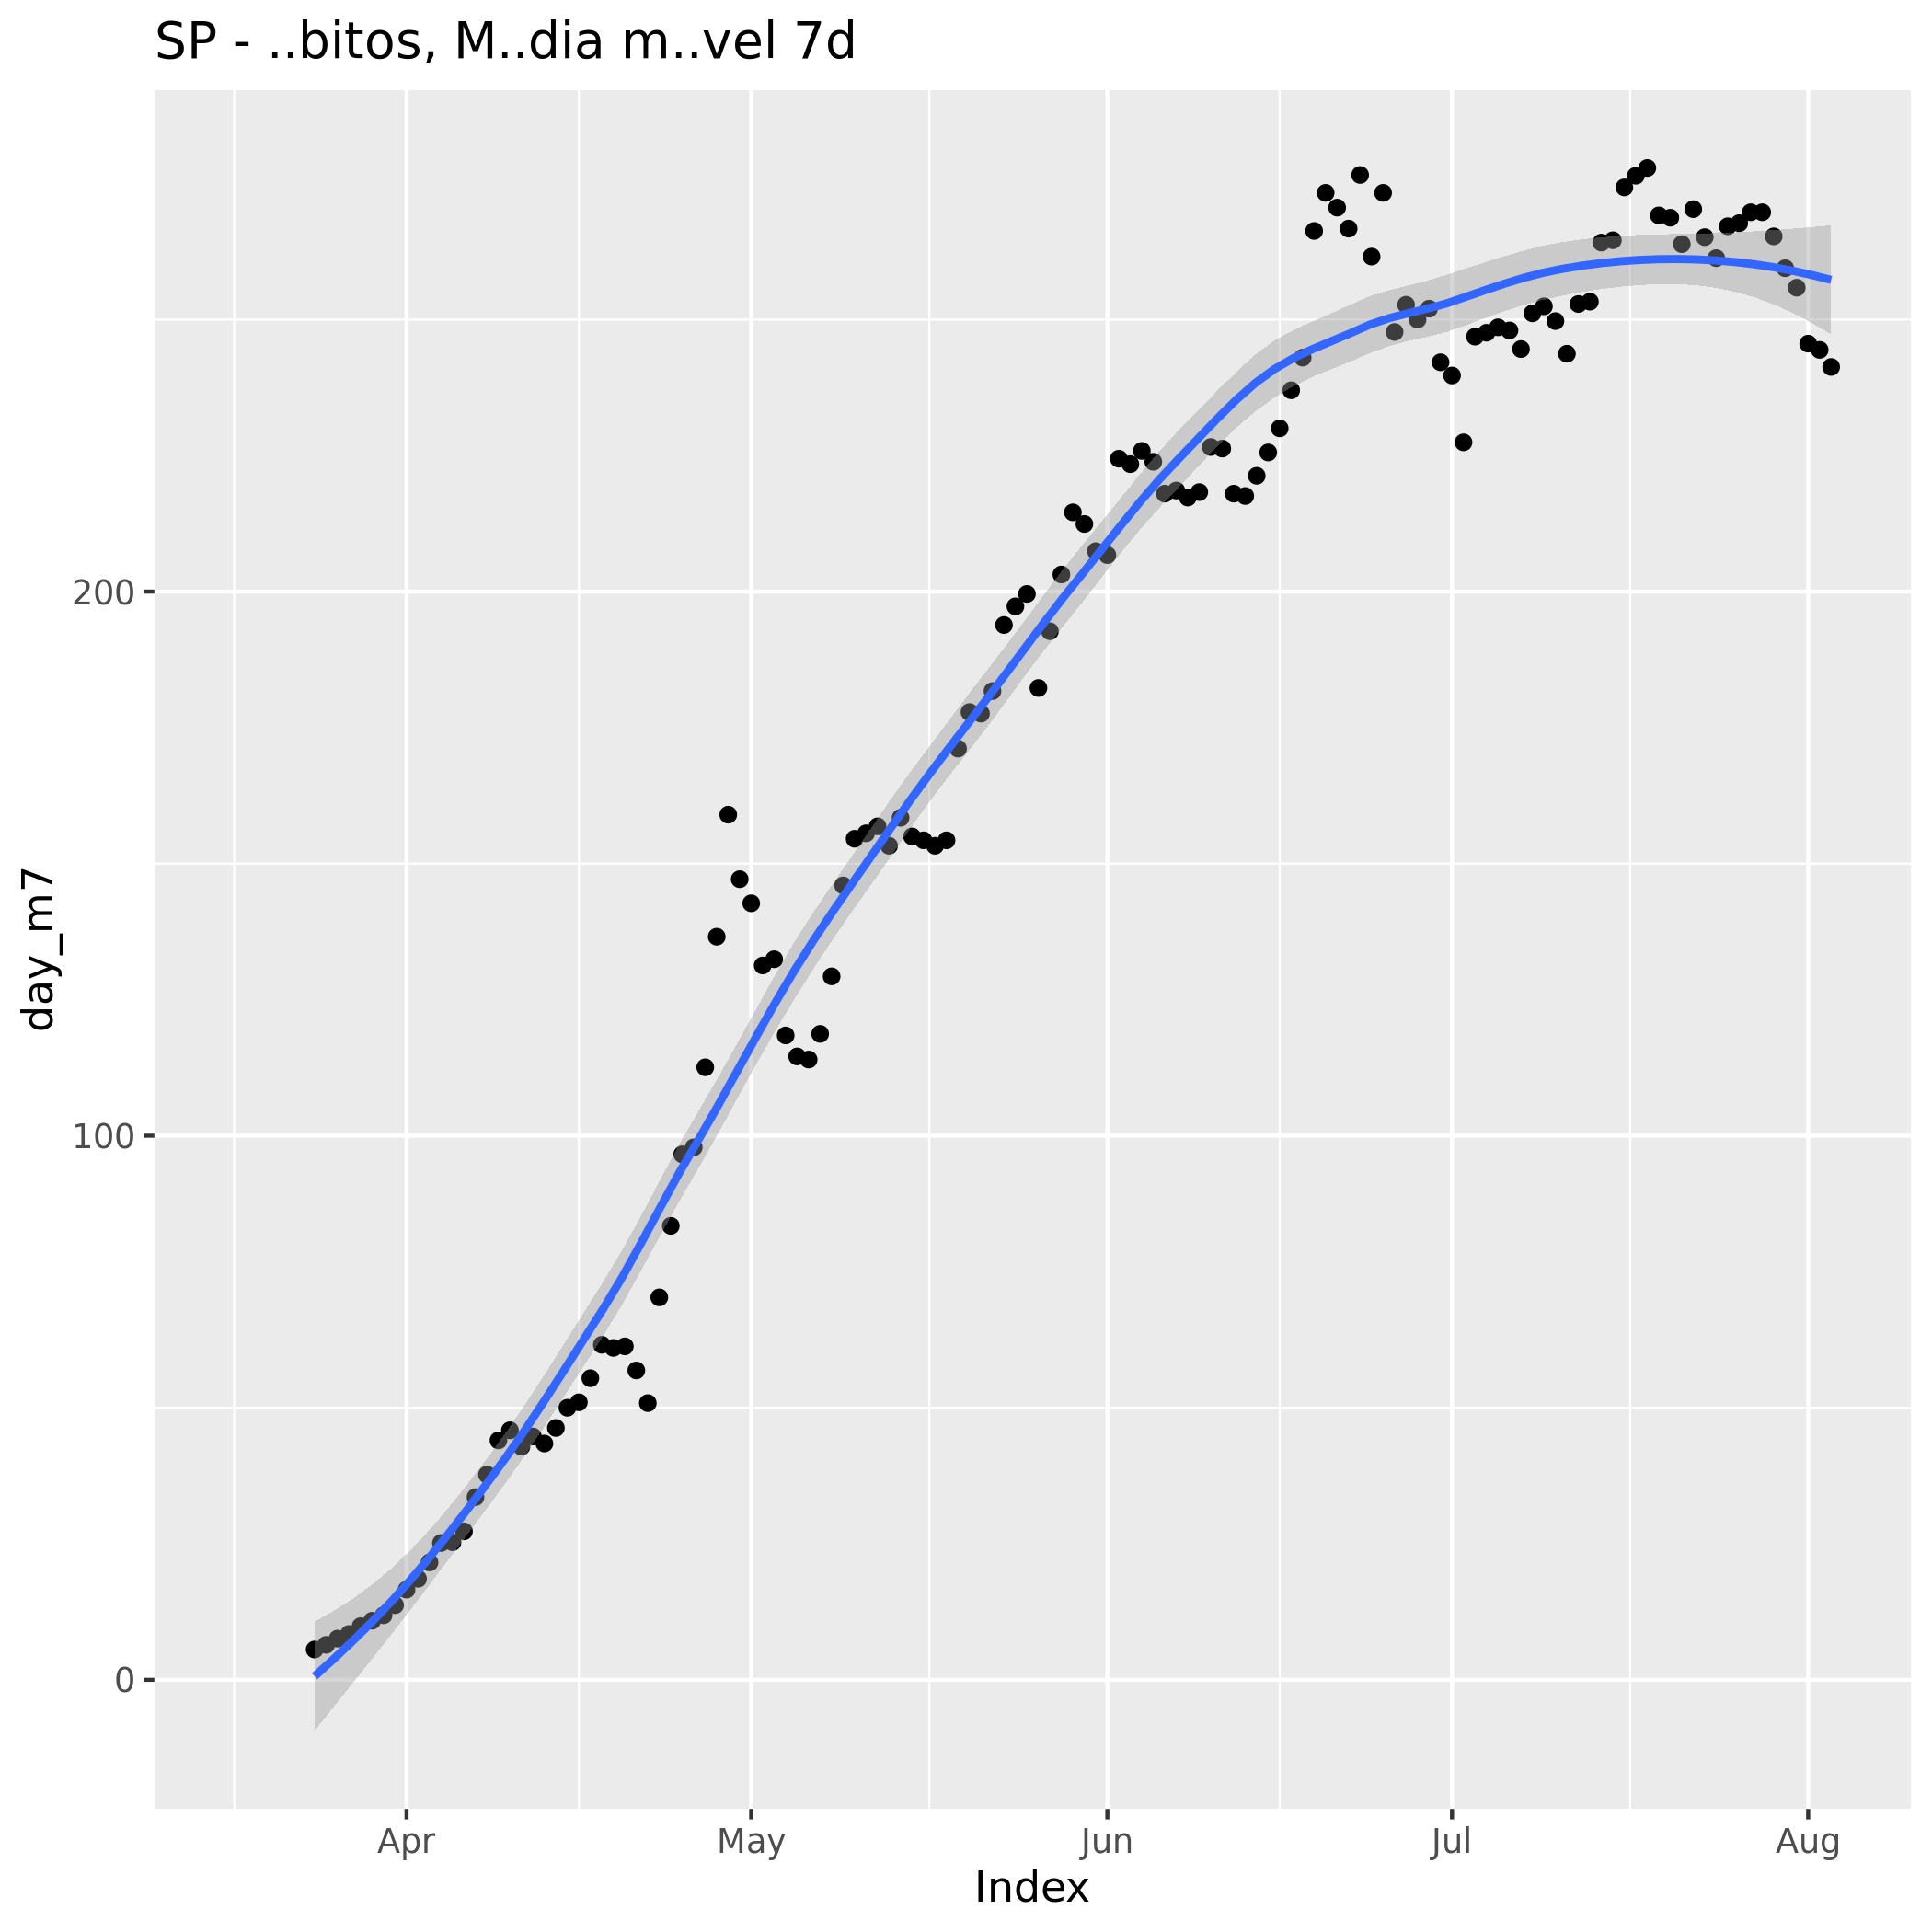 SP - ..bitos, M..dia m..vel 7d
day_m7
200
100
0
Apr May Jun Jul Aug
Index